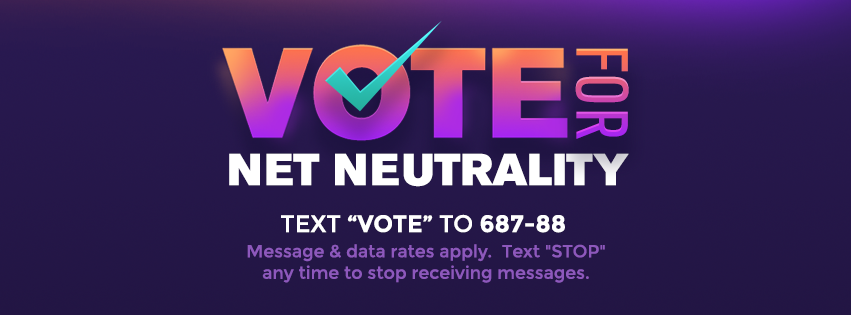 VOTE FOR
NET NEUTRALITY
TEXT “VOTE” TO 687-88
Message & data rates apply.  Text "STOP"
any time to stop receiving messages.